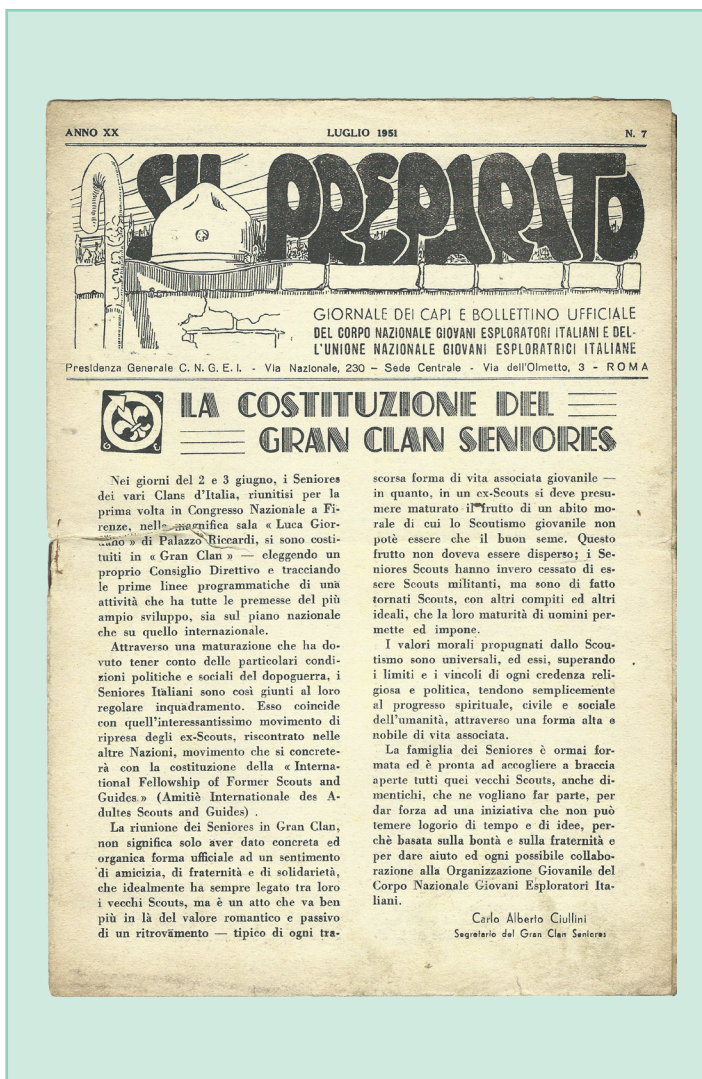 ANNO XX LUGLIO 1951 N. 7
SII PREPARATO
GIORNALE DEI CAPI E BOLLETTINO UFFICIALE
DEL CORPO NAZIONALE GIOVANI ESPLORATORI ITALIANI E DEL-
L'UNIONE NAZIONALE GIOVANI ESPLORATRICI ITALIANE
Presidenza Generale C. N. G. E. I. - Via Nazionale, 230 – Sede Centrale - Via dell'Olmetto, 3 - ROMA
LA COSTITUZIONE DEL
GRAN CLAN SENIORES
Nei giorni del 2 e 3 giugno, i Seniores
dei vari Clans d'Italia, riunitisi per la
prima volta in Congresso Nazionale a Fi-
renze, nella magnifica sala « Luca Gior-
dano » di Palazzo Riccardi, si sono costi-
tuiti in « Gran Clan » — eleggendo un
proprio Consiglio Direttivo e tracciando
le prime linee programmatiche di una
attività che ha tutte le premesse del più
ampio sviluppo, sia sul piano nazionale
che su quello internazionale.
Attraverso una maturazione che ha do-
vuto tener conto delle particolari condi-
zioni politiche e sociali del dopoguerra, i
Seniores Italiani sono così giunti al loro
regolare inquadramento. Esso coincide
con quell'interessantissimo movimento di
ripresa degli ex-Scouts, riscontrato nelle
altre Nazioni, movimento che si concrete-
rà con la costituzione della « Interna-
tional Fellowship of Former Scouts and
Guides » (Amitiè Internationale des A-
dultes Scouts and Guides) .
La riunione dei Seniores in Gran Clan,
non significa solo aver dato concreta ed
organica forma ufficiale ad un sentimento
di amicizia, di fraternità e di solidarietà,
che idealmente ha sempre legato tra loro
i vecchi Scouts, ma è un atto che va ben
più in là del valore romantico e passivo
di un ritrovamento — tipico di ogni tra-
scorsa forma di vita associata giovanile —
in quanto, in un ex-Scouts si deve presu-
mere maturato il frutto di un abito mo-
rale di cui lo Scoutismo giovanile non
potè essere che il buon seme. Questo
frutto non doveva essere disperso; i Se-
niores Scouts hanno invero cessato di es-
sere Scouts militanti, ma sono di fatto
tornati Scouts, con altri compiti ed altri
ideali, che la loro maturità di uomini per-
mette ed impone.
I valori morali propugnati dallo Scou-
tismo sono universali, ed essi, superando
i limiti e i vincoli di ogni credenza reli-
giosa e politica, tendono semplicemente
al progresso spirituale, civile e sociale
dell'umanità, attraverso una forma alta e
nobile di vita associata.
La famiglia dei Seniores è ormai for-
mata ed è pronta ad accogliere a braccia
aperte tutti quei vecchi Scouts, anche di-
mentichi, che ne vogliano far parte, per
dar forza ad una iniziativa che non può
temere logorio di tempo e di idee, per-
chè basata sulla bontà e sulla fraternità e
per dare aiuto ed ogni possibile collabo-
razione alla Organizzazione Giovanile del
Corpo Nazionale Giovani Esploratori Ita-
liani.
Carlo Alberto Ciullini
Segretario del Gran Clan Seniores